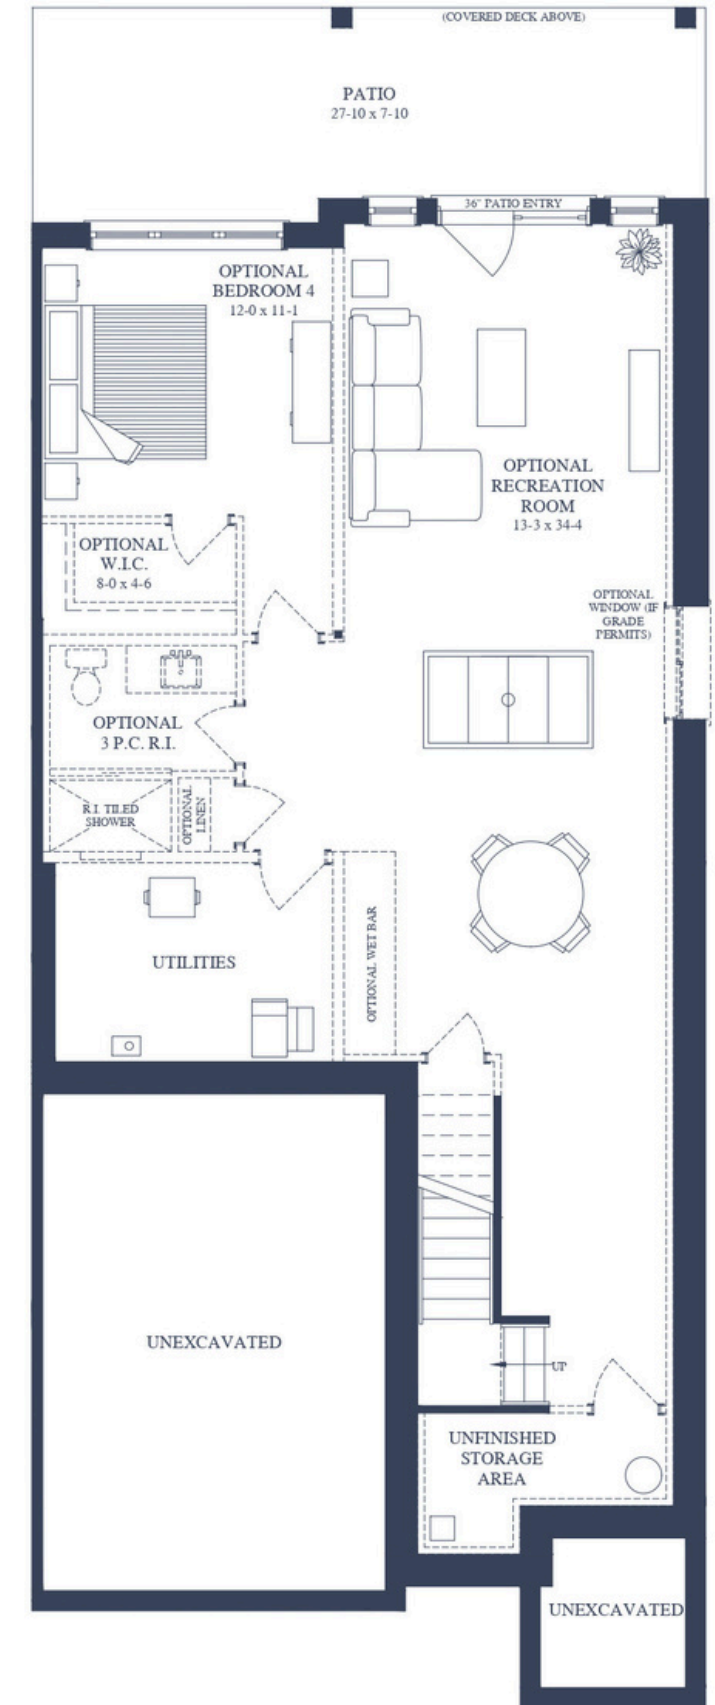 (COVERED DECK ABOVE)
PATIO
27-10 x 7-10
36" PATIO ENTRY
OPTIONAL
BEDROOM 4
12-0 x 11-1
OPTIONAL
RECREATION
ROOM
13-3 x 34-4
OPTIONAL
W.I.C.
8-0 x 4-6
OPTIONAL
WINDOW (IF
GRADE
PERMITS)
OPTIONAL
3 P.C. R.I.
R.I. TILED
SHOWER
OPTIONAL
LINEN
OPTIONAL WET BAR
UTILITIES
UNEXCAVATED
UP
UNFINISHED
STORAGE
AREA
UNEXCAVATED